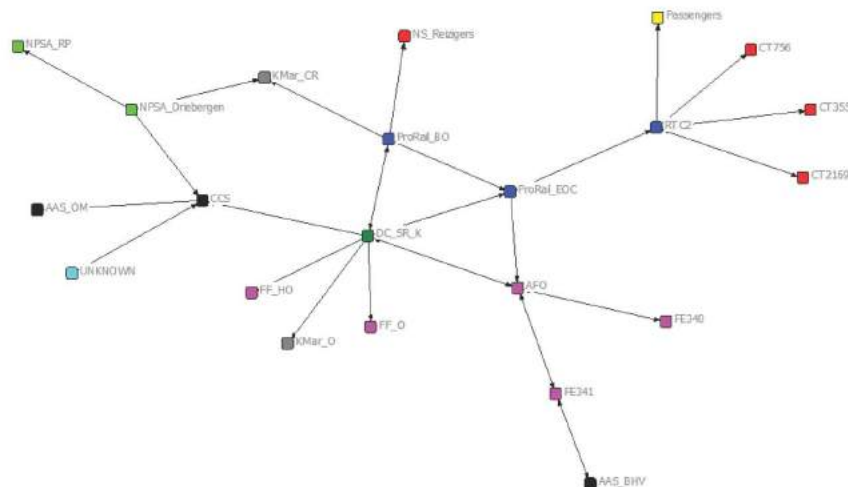 Passengers
NS_Reizigers
NPSA_RP
CT756
KMar_CR
NPSA_Driebergen
CT355
RTC2
ProRail_BO
CT2169
ProRail_EOC
CCS
AAS_OM
DC_SR_K
UNKNOWN
AFO
FF_HO
FE340
FF_O
KMar_O
FE341
AAS_BHV